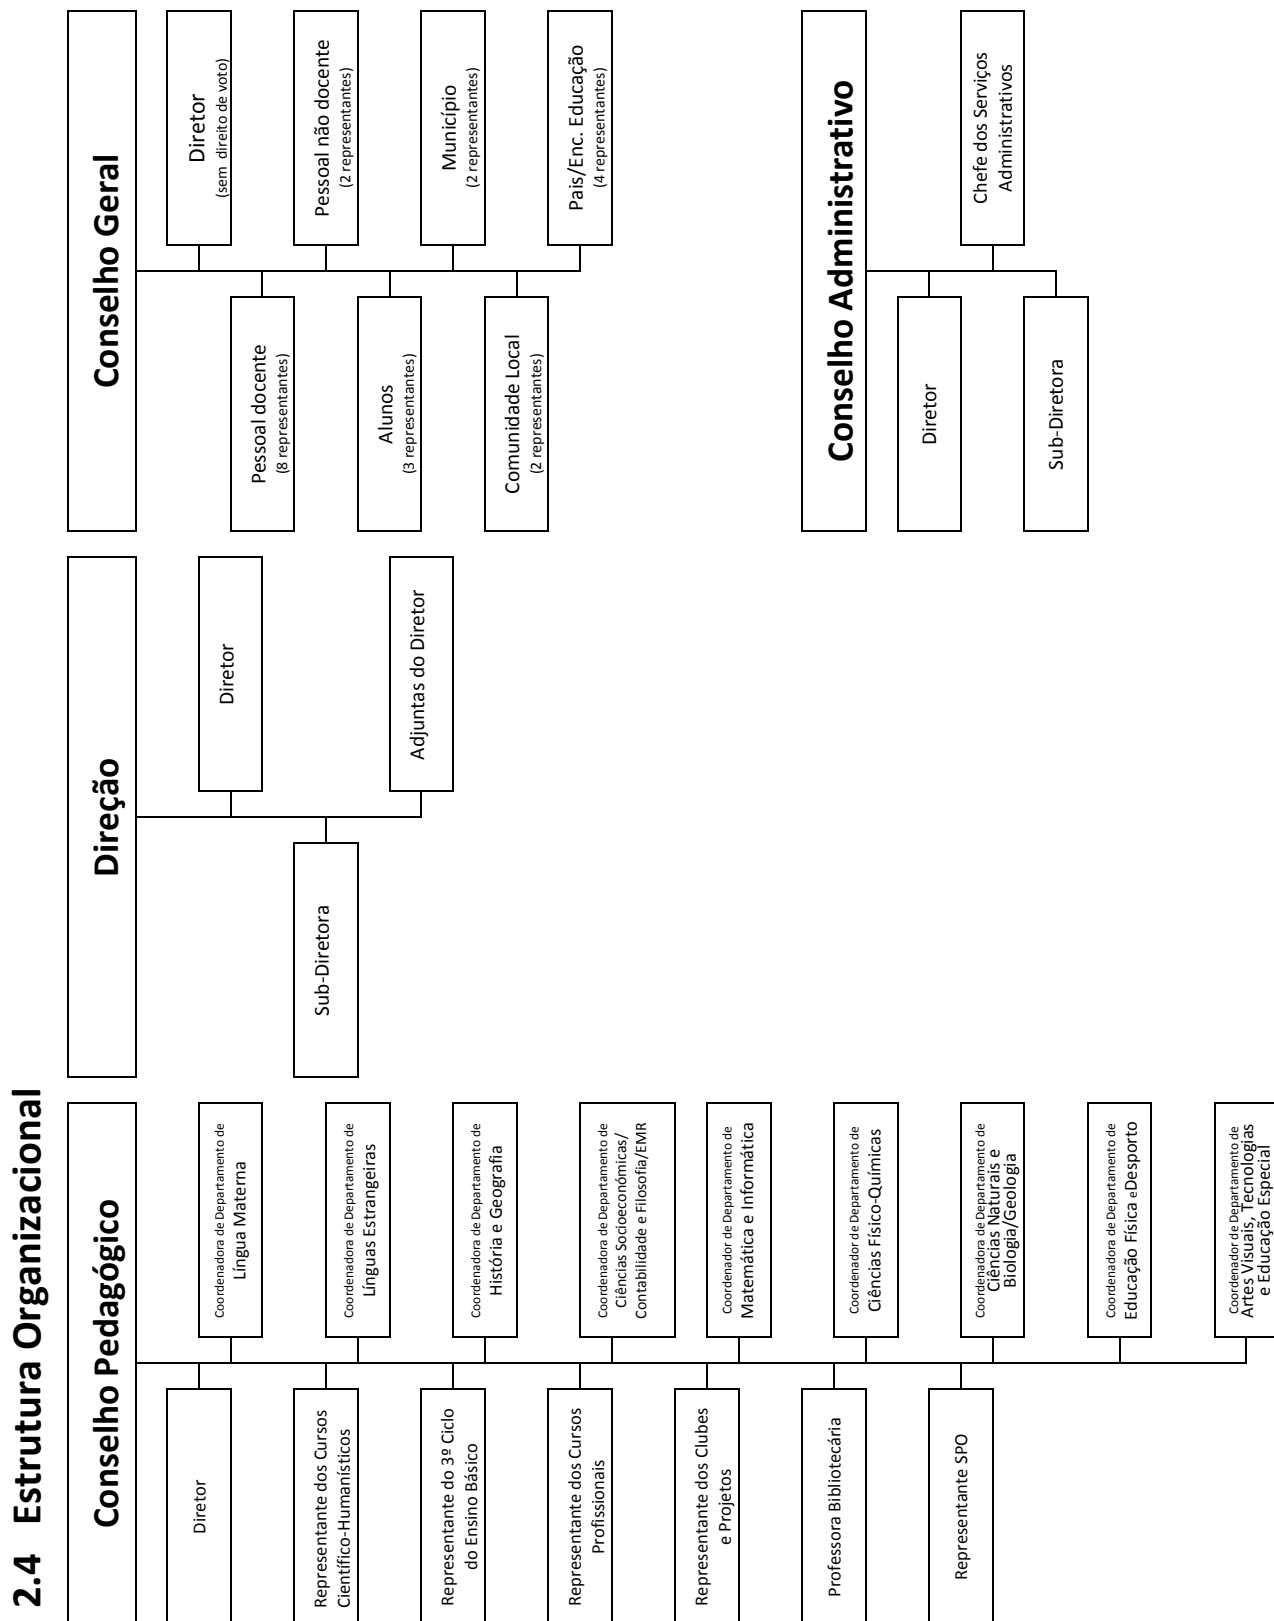 2.4 Estrutura Organizacional
Conselho Pedagógico
Diretor
Coordenadora de Departamento de
Língua Materna
Representante dos Cursos
Científico-Humanísticos
Coordenadora de Departamento de
Línguas Estrangeiras
Representante do 3º Ciclo
do Ensino Básico
Coordenadora de Departamento de
História e Geografia
Representante dos Cursos
Profissionais
Coordenadora de Departamento de
Ciências Socioeconómicas/
Contabilidade e Filosofia/EMR
Representante dos Clubes
e Projetos
Coordenador de Departamento de
Matemática e Informática
Professora Bibliotecária
Coordenador de Departamento de
Ciências Físico-Químicas
Representante SPO
Coordenadora de Departamento de
Ciências Naturais e
Biologia/Geologia
Coordenadora de Departamento de
Educação Física e Desporto
Coordenador de Departamento de
Artes Visuais, Tecnologias
e Educação Especial
Direção
Diretor
Sub-Diretora
Adjuntas do Diretor
Conselho Geral
Diretor
(sem direito de voto)
Pessoal docente
(8 representantes)
Pessoal não docente
(2 representantes)
Alunos
(3 representantes)
Município
(2 representantes)
Comunidade Local
(2 representantes)
Pais/Enc. Educação
(4 representantes)
Conselho Administrativo
Diretor
Chefe dos Serviços
Administrativos
Sub-Diretora